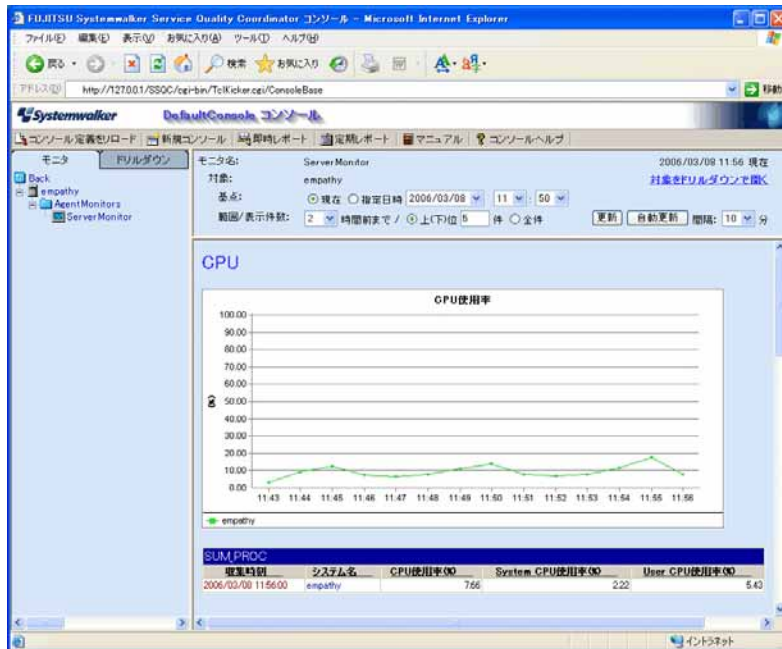 FUJITSU Systemwalker Service Quality Coordinator コンソール - Microsoft Internet Explorer
ファイル(F) 編集(E) 表示(V) お気に入り(A) ツール(T) ヘルプ(H)
戻る 検索 お気に入り
アドレス(D) http://127.0.0.1/SSQC/cgi-bin/TclKicker.cgi/ConsoleBase 移動
Systemwalker DefaultConsole コンソール
コンソール定義をリロード 新規コンソール 即時レポート 定期レポート マニュアル コンソールヘルプ
モニタ ドリルダウン
Back
empathy
AgentMonitors
ServerMonitor
モニタ名: ServerMonitor 2006/03/08 11:56 現在
対象: empathy 対象をドリルダウンで開く
基点: 現在 指定日時 2006/03/08 11 : 50
範囲/表示件数: 2 時間前まで / 上(下)位 5 件 全件 更新 自動更新 間隔: 10 分
CPU
CPU使用率
100.00
90.00
80.00
70.00
60.00
50.00
40.00
30.00
20.00
10.00
0.00
(%)
11:43 11:44 11:45 11:46 11:47 11:48 11:49 11:50 11:51 11:52 11:53 11:54 11:55 11:56
empathy
SUM_PROC
収集時刻 システム名 CPU使用率(%) System CPU使用率(%) User CPU使用率(%)
2006/03/08 11:56:00 empathy 7.66 2.22 5.43
イントラネット